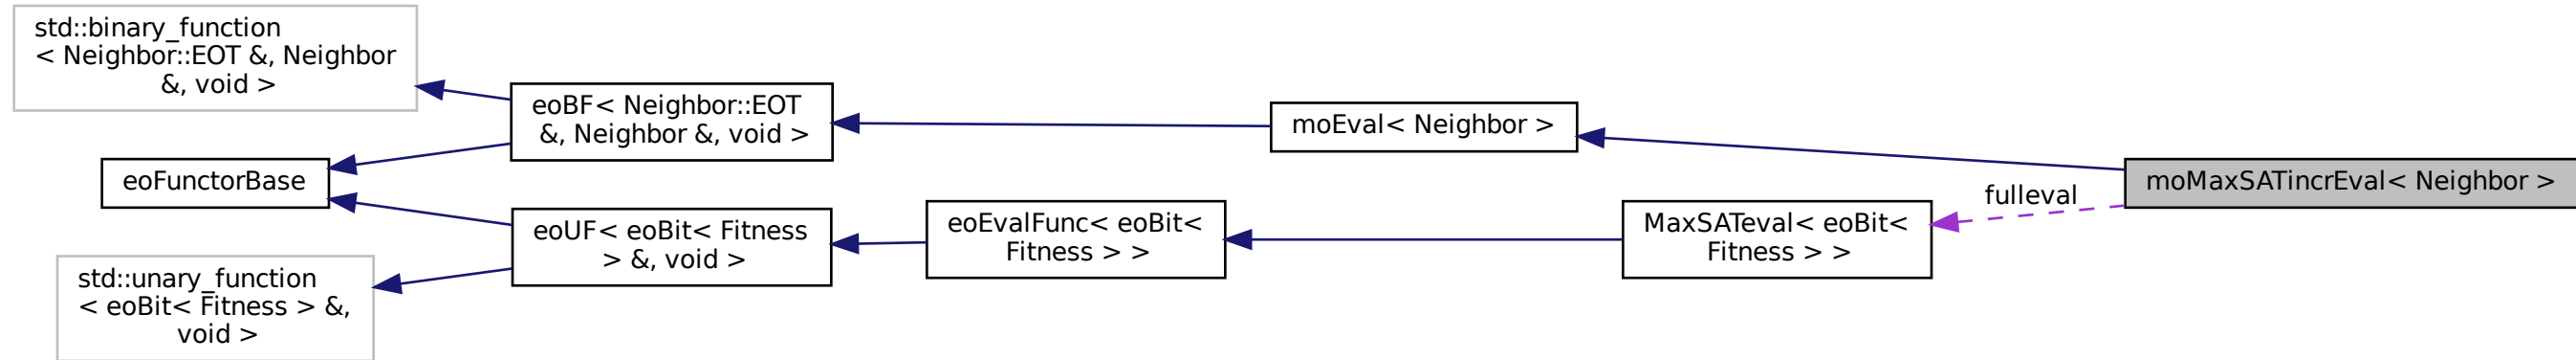 std::binary_function
< Neighbor::EOT &, Neighbor
&, void >
eoBF< Neighbor::EOT
&, Neighbor &, void >
moEval< Neighbor >
eoFunctorBase
moMaxSATincrEval< Neighbor >
fulleval
eoUF< eoBit< Fitness
> &, void >
eoEvalFunc< eoBit<
Fitness > >
MaxSATeval< eoBit<
Fitness > >
std::unary_function
< eoBit< Fitness > &,
void >